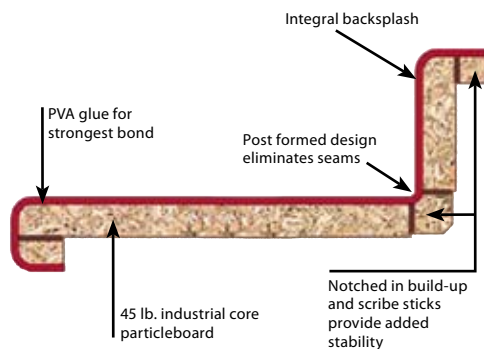 Integral backsplash
PVA glue for
strongest bond
Post formed design
eliminates seams
45 lb. industrial core
particleboard
Notched in build-up
and scribe sticks
provide added
stability